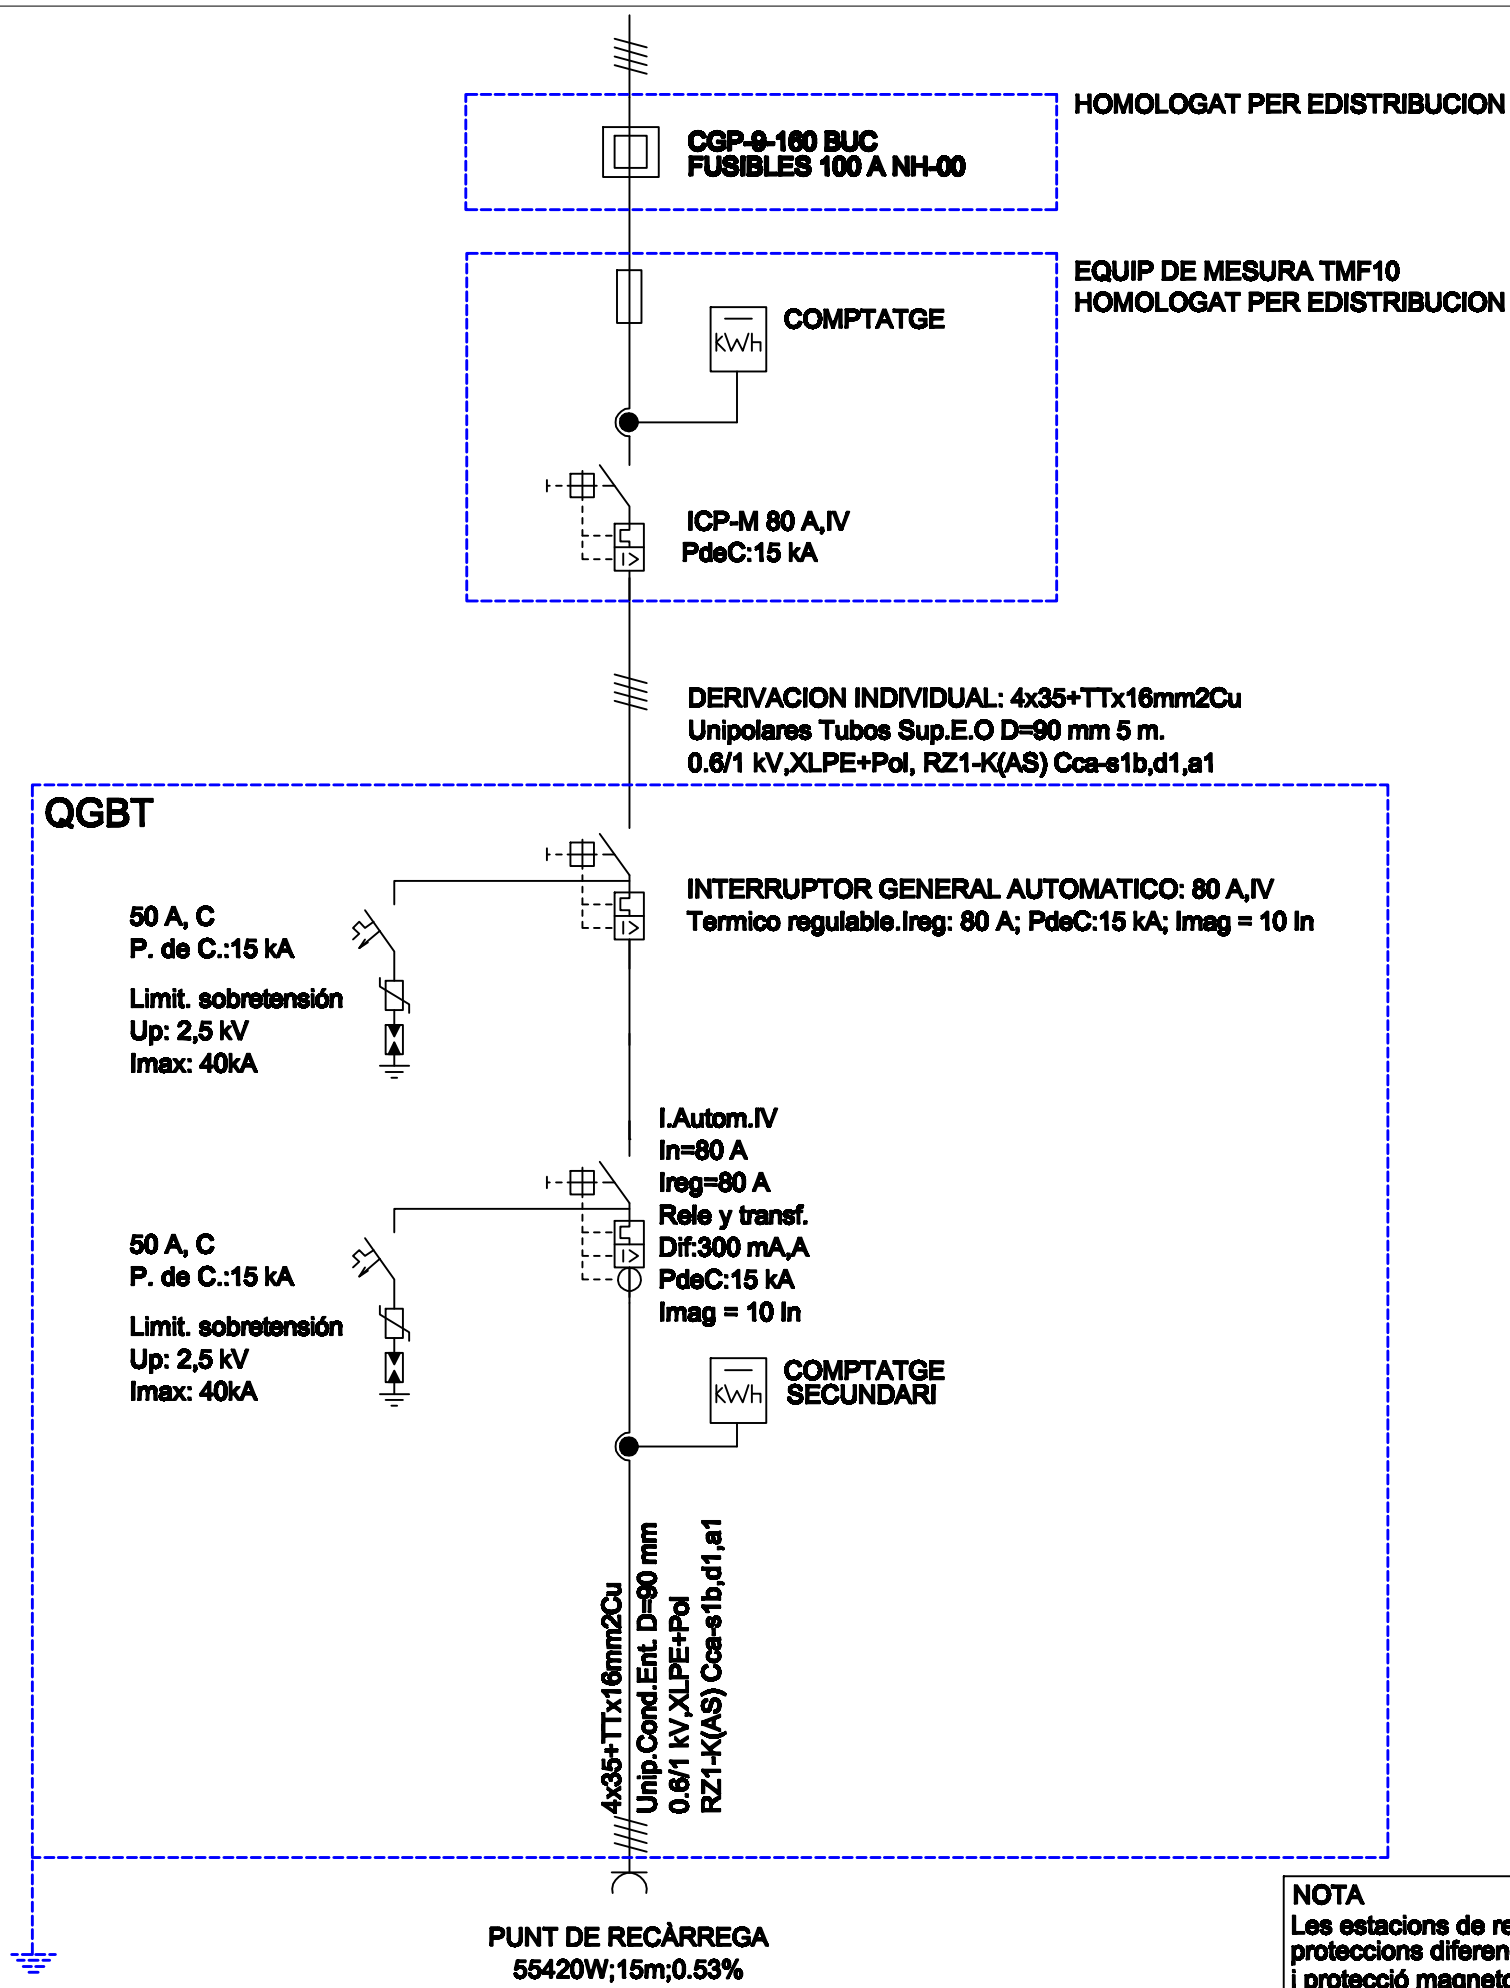 HOMOLOGAT PER EDISTRIBUCION
CGP-9-160 BUC
FUSIBLES 100 A NH-00
EQUIP DE MESURA TMF10
HOMOLOGAT PER EDISTRIBUCION
COMPTATGE
KWh
ICP-M 80 A,IV
PdeC:15 kA
DERIVACION INDIVIDUAL: 4x35+TTx16mm2Cu
Unipolares Tubos Sup.E.O D=90 mm 5 m.
0.6/1 kV,XLPE+Pol, RZ1-K(AS) Cca-s1b,d1,a1
QGBT
INTERRUPTOR GENERAL AUTOMATICO: 80 A,IV
Termico regulable.Ireg: 80 A; PdeC:15 kA; Imag = 10 In
50 A, C
P. de C.:15 kA
Limit. sobretensión
Up: 2,5 kV
Imax: 40kA
I.Autom.IV
In=80 A
Ireg=80 A
Rele y transf.
Dif:300 mA,A
PdeC:15 kA
Imag = 10 In
50 A, C
P. de C.:15 kA
Limit. sobretensión
Up: 2,5 kV
Imax: 40kA
COMPTATGE
SECUNDARI
KWh
4x35+TTx16mm2Cu
Unip.Cond.Ent. D=90 mm
0.6/1 kV,XLPE+Pol
RZ1-K(AS) Cca-s1b,d1,a1
PUNT DE RECÀRREGA
55420W;15m;0.53%
NOTA
Les estacions de
proteccions
i protecció